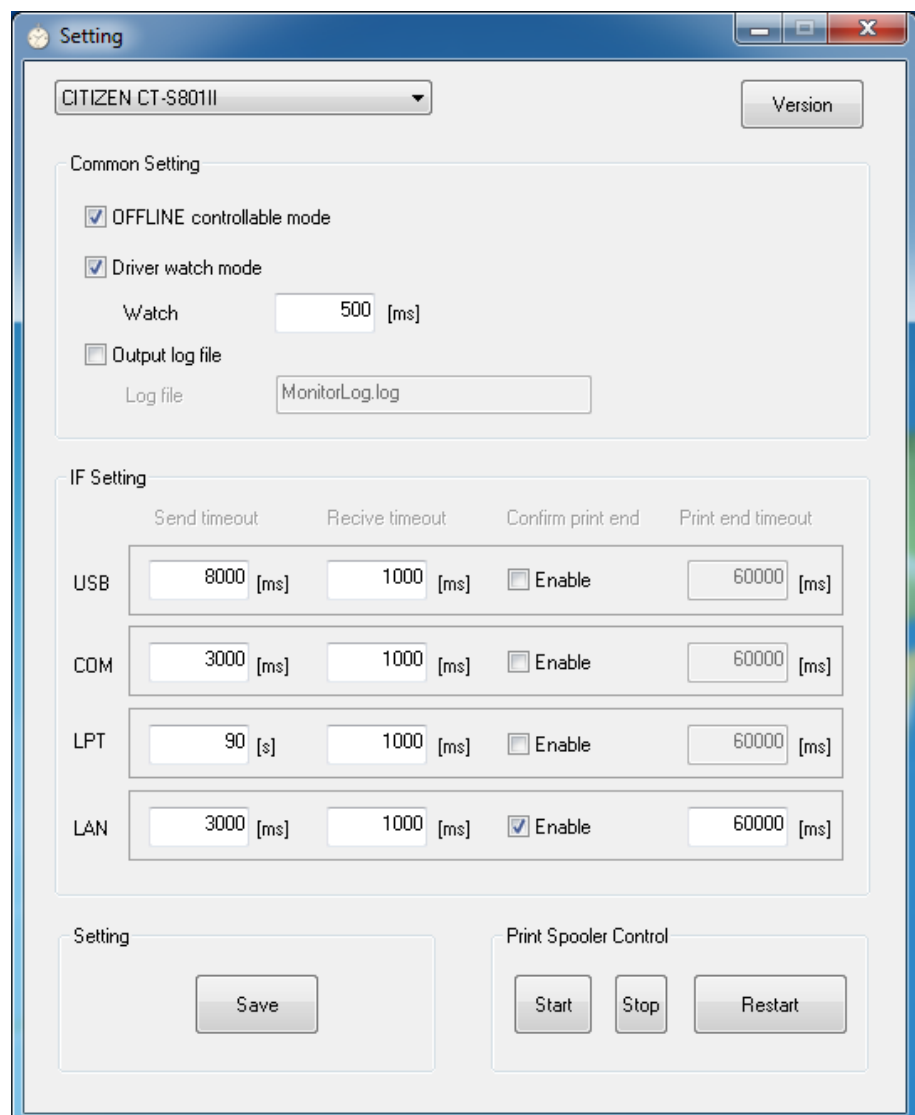 Setting
CITIZEN CT-S801II
Version
Common Setting
OFFLINE controllable mode
Driver watch mode
Watch 500 [ms]
Output log file
Log file MonitorLog.log
IF Setting
Send timeout Recive timeout Confirm print end Print end timeout
USB 8000 [ms] 1000 [ms] Enable 60000 [ms]
COM 3000 [ms] 1000 [ms] Enable 60000 [ms]
LPT 90 [s] 1000 [ms] Enable 60000 [ms]
LAN 3000 [ms] 1000 [ms] Enable 60000 [ms]
Setting Print Spooler Control
Save Start Stop Restart